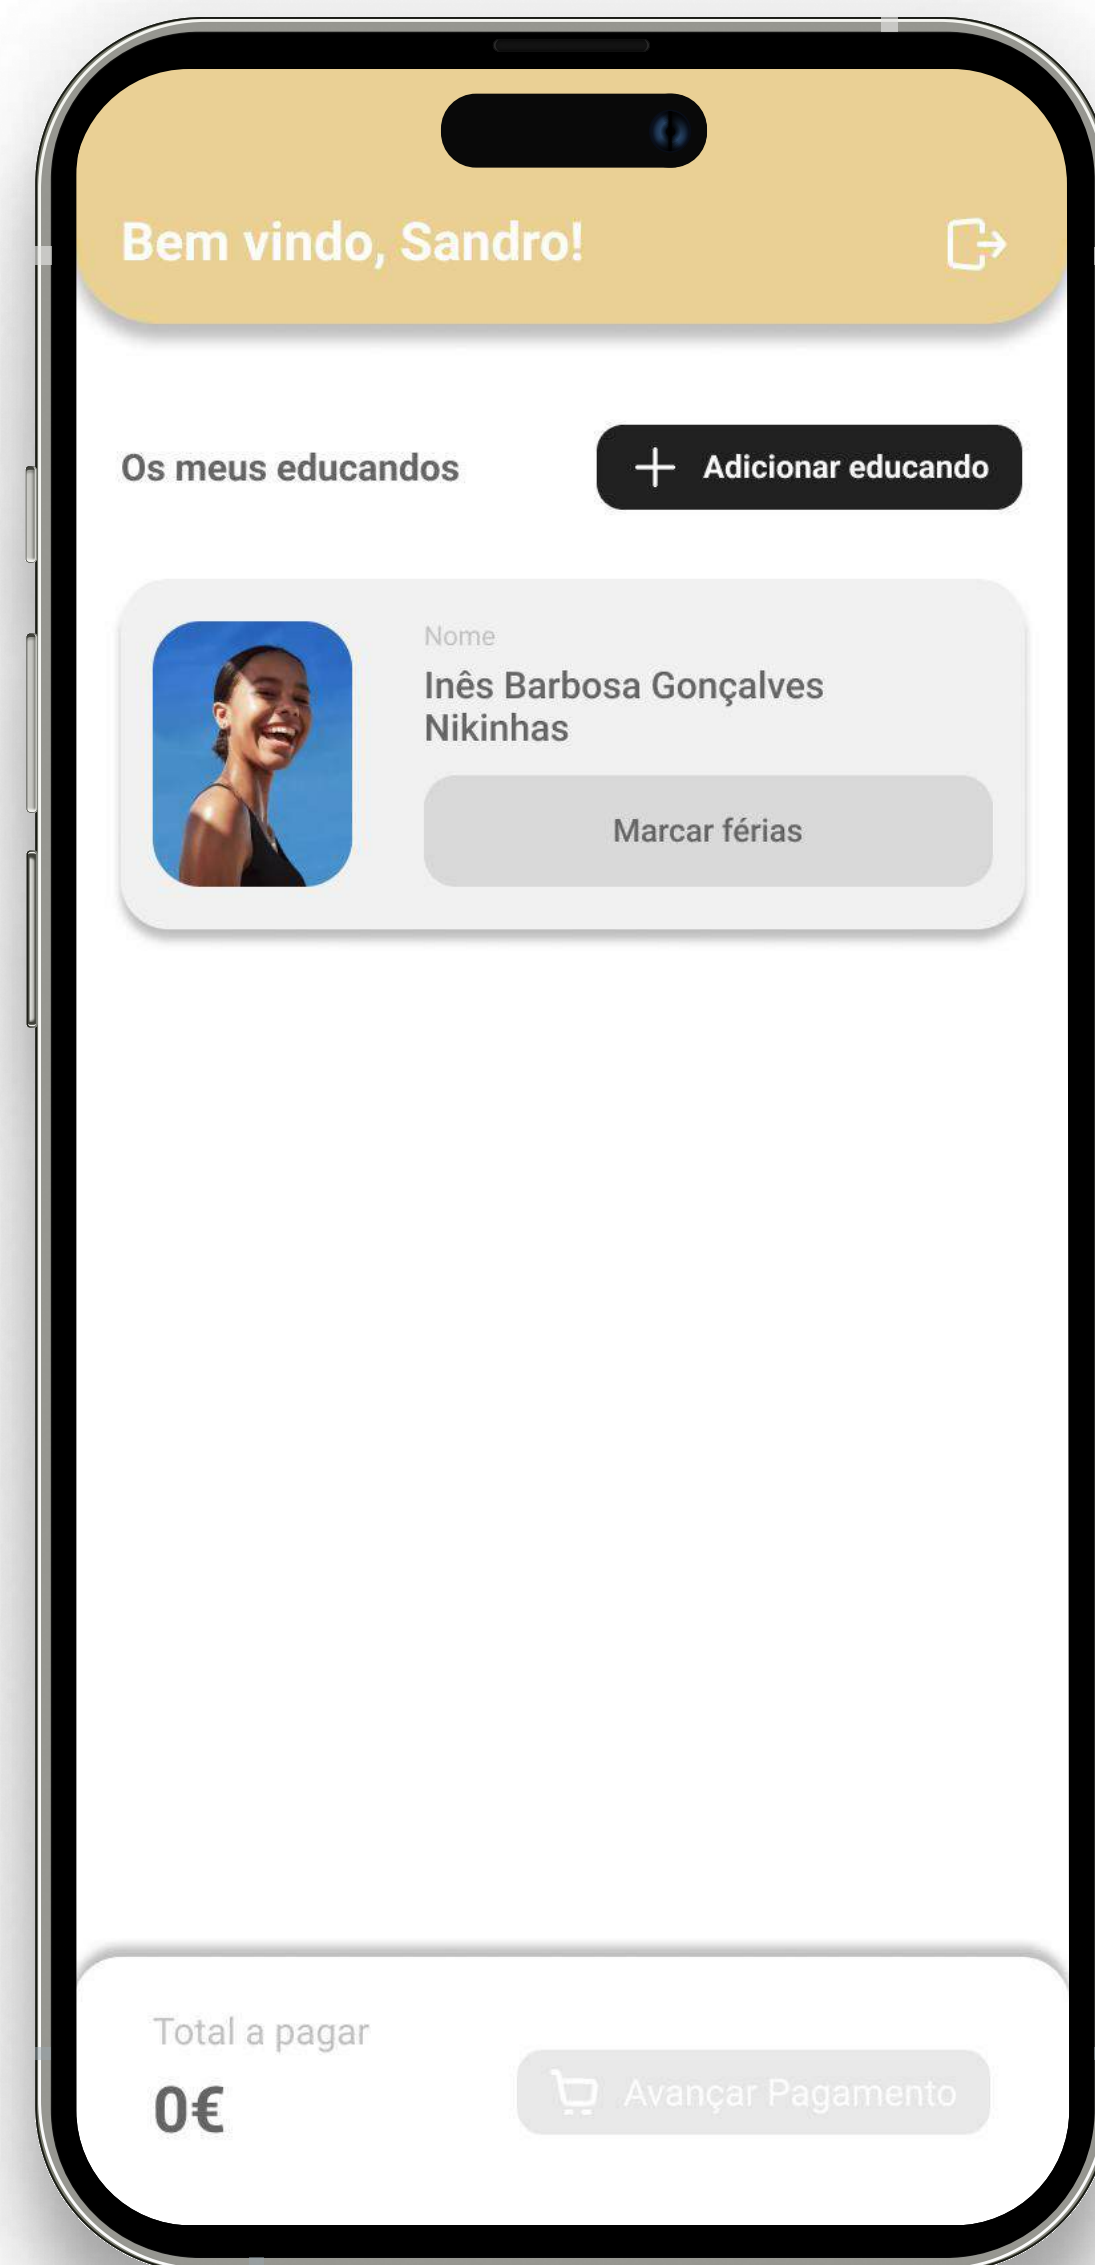 Bem vindo, Sandro!
Os meus educandos
Adicionar educando
Nome
Inês Barbosa Gonçalves
Nikinhas
Marcar férias
Total a pagar
0€
Avançar Pagamento